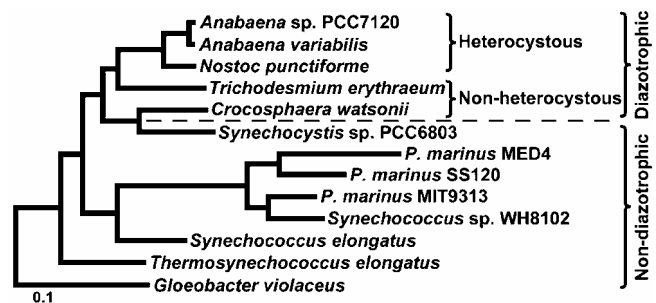 Anabaena sp. PCC7120
Anabaena variabilis
Nostoc punctiforme
Heterocystous
Trichodesmium erythraeum
Crocosphaera watsonii
Non-heterocystous
Diazotrophic
Synechocystis sp. PCC6803
P. marinus MED4
P. marinus SS120
P. marinus MIT9313
Synechococcus sp. WH8102
Synechococcus elongatus
Thermosynechococcus elongatus
Gloeobacter violaceus
Non-diazotrophic
0.1